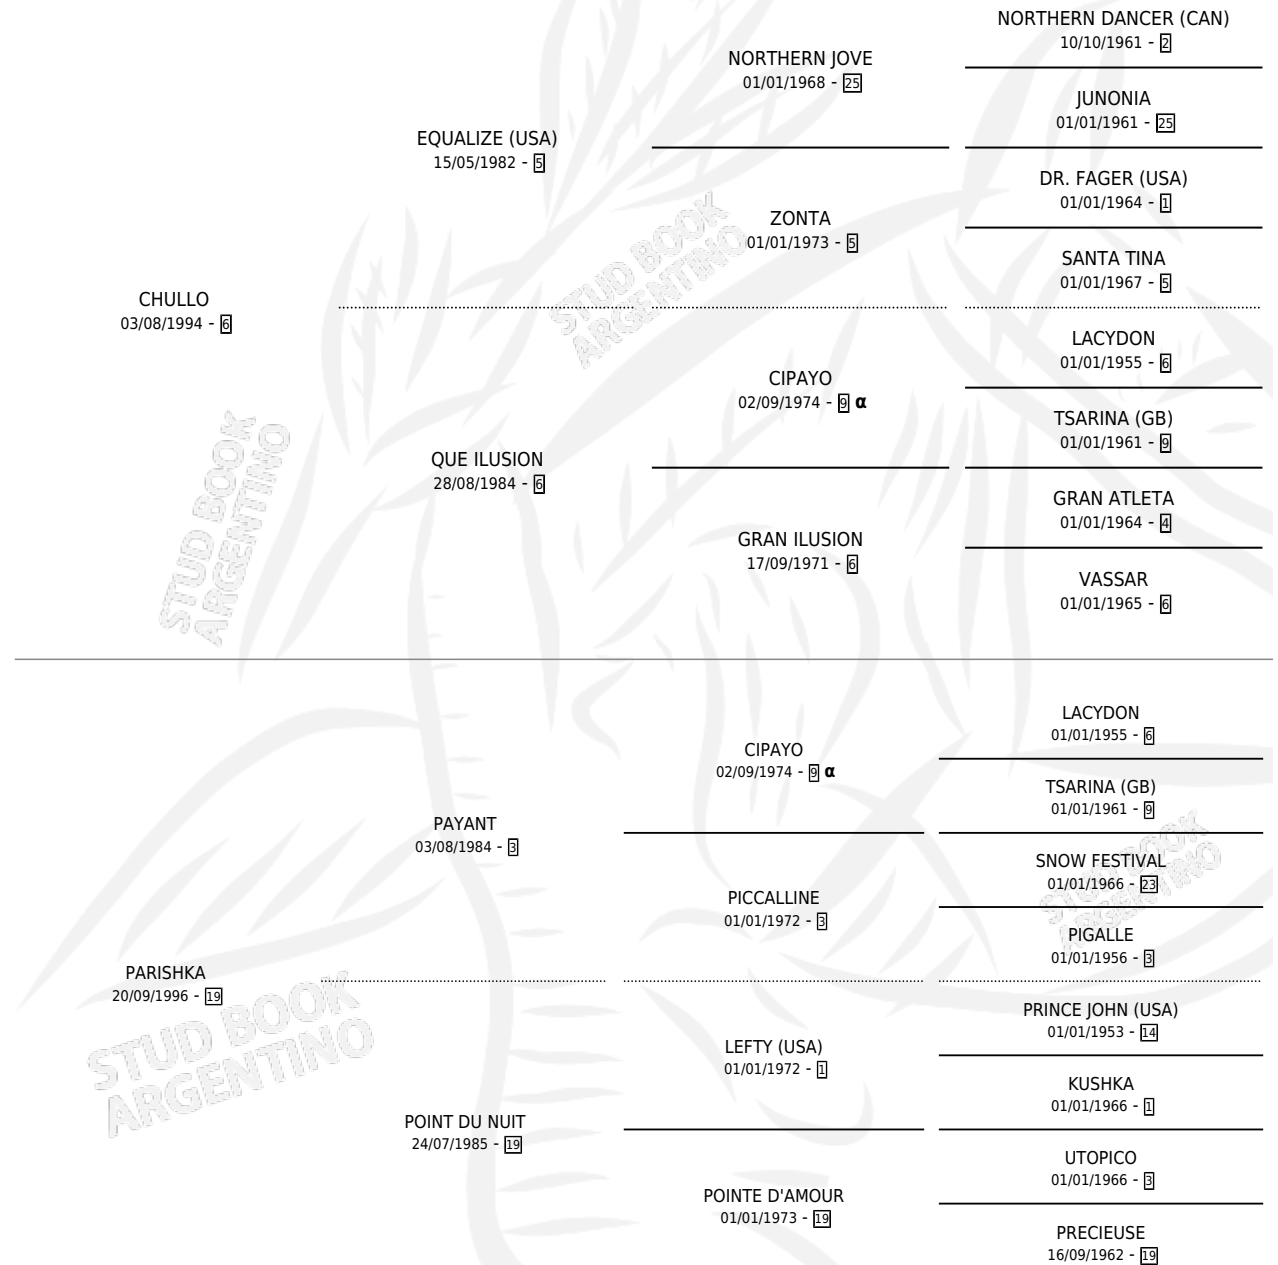 NORTHERN DANCER (CAN)
10/10/1961 - 2
NORTHERN JOVE
01/01/1968 - 25
JUNONIA
01/01/1961 - 25
EQUALIZE (USA)
15/05/1982 - 5
DR. FAGER (USA)
01/01/1964 - 1
ZONTA
01/01/1973 - 5
SANTA TINA
01/01/1967 - 5
STUD BOOK
ARGENTINO
CHULLO
03/08/1994 - 6
LACYDON
01/01/1955 - 6
CIPAYO
02/09/1974 - 9 α
TSARINA (GB)
01/01/1961 - 9
QUE ILUSION
28/08/1984 - 6
GRAN ATLETA
01/01/1964 - 4
GRAN ILUSION
17/09/1971 - 6
VASSAR
01/01/1965 - 6
STUD BOOK
ARGENTINO
LACYDON
01/01/1955 - 6
CIPAYO
02/09/1974 - 9 α
TSARINA (GB)
01/01/1961 - 9
PAYANT
03/08/1984 - 3
SNOW FESTIVAL
01/01/1966 - 23
PICCALLINE
01/01/1972 - 3
PIGALLE
01/01/1956 - 3
STUD BOOK
ARGENTINO
PARISHKA
20/09/1996 - 19
PRINCE JOHN (USA)
01/01/1953 - 14
LEFTY (USA)
01/01/1972 - 1
KUSHKA
01/01/1966 - 1
STUD BOOK
ARGENTINO
POINT DU NUIT
24/07/1985 - 19
UTOPICO
01/01/1966 - 3
POINTE D'AMOUR
01/01/1973 - 19
PRECIEUSE
16/09/1962 - 19